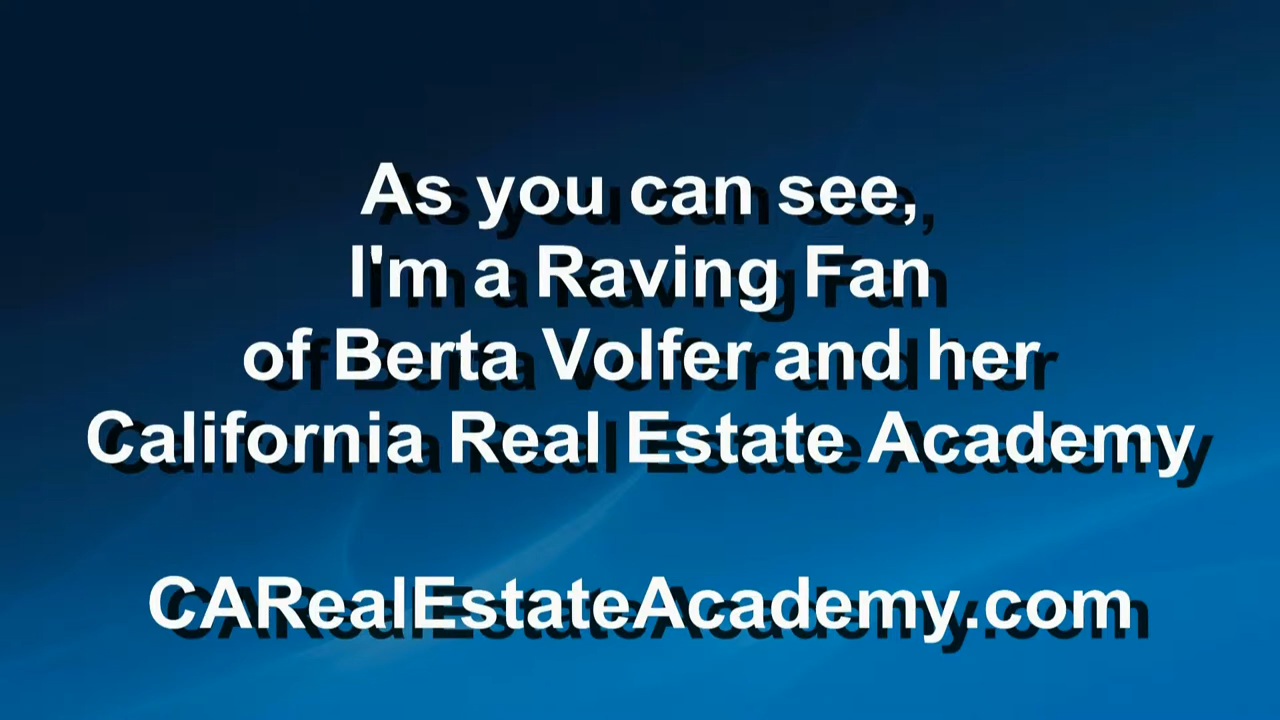 As you can see,
I'm a Raving Fan
of Berta Volfer and her
California Real Estate Academy
CARealEstateAcademy.com